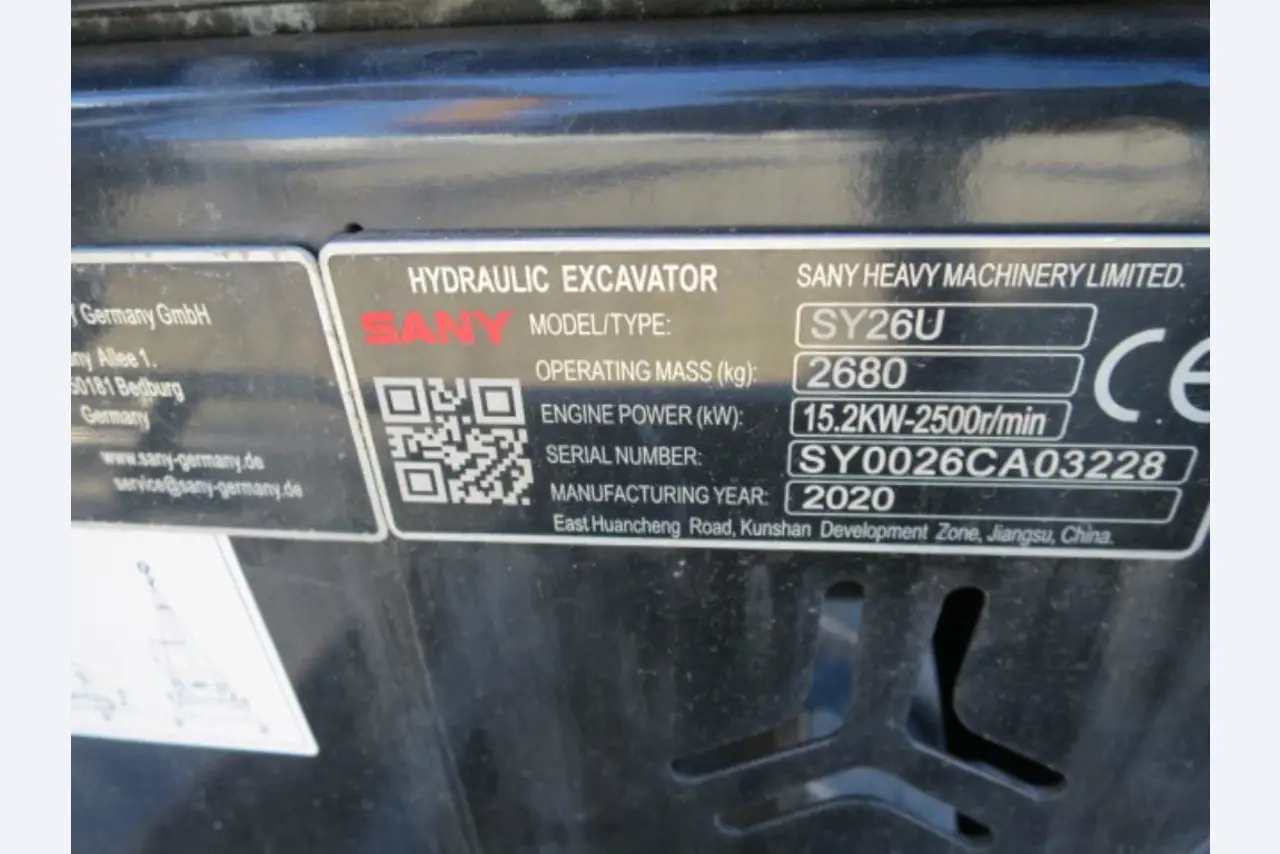 Germany GmbH
Allee 1.
50181 Bedburg
Germany
www.sany-germany.de
service@sany-germany.de
HYDRAULIC EXCAVATOR SANY HEAVY MACHINERY LIMITED.
SANY MODEL/TYPE: SY26U
OPERATING MASS (kg): 2680
CE
ENGINE POWER (kW): 15.2KW-2500r/min
SERIAL NUMBER: SY0026CA03228
MANUFACTURING YEAR: 2020
East Huancheng Road, Kunshan Development Zone, Jiangsu, China.